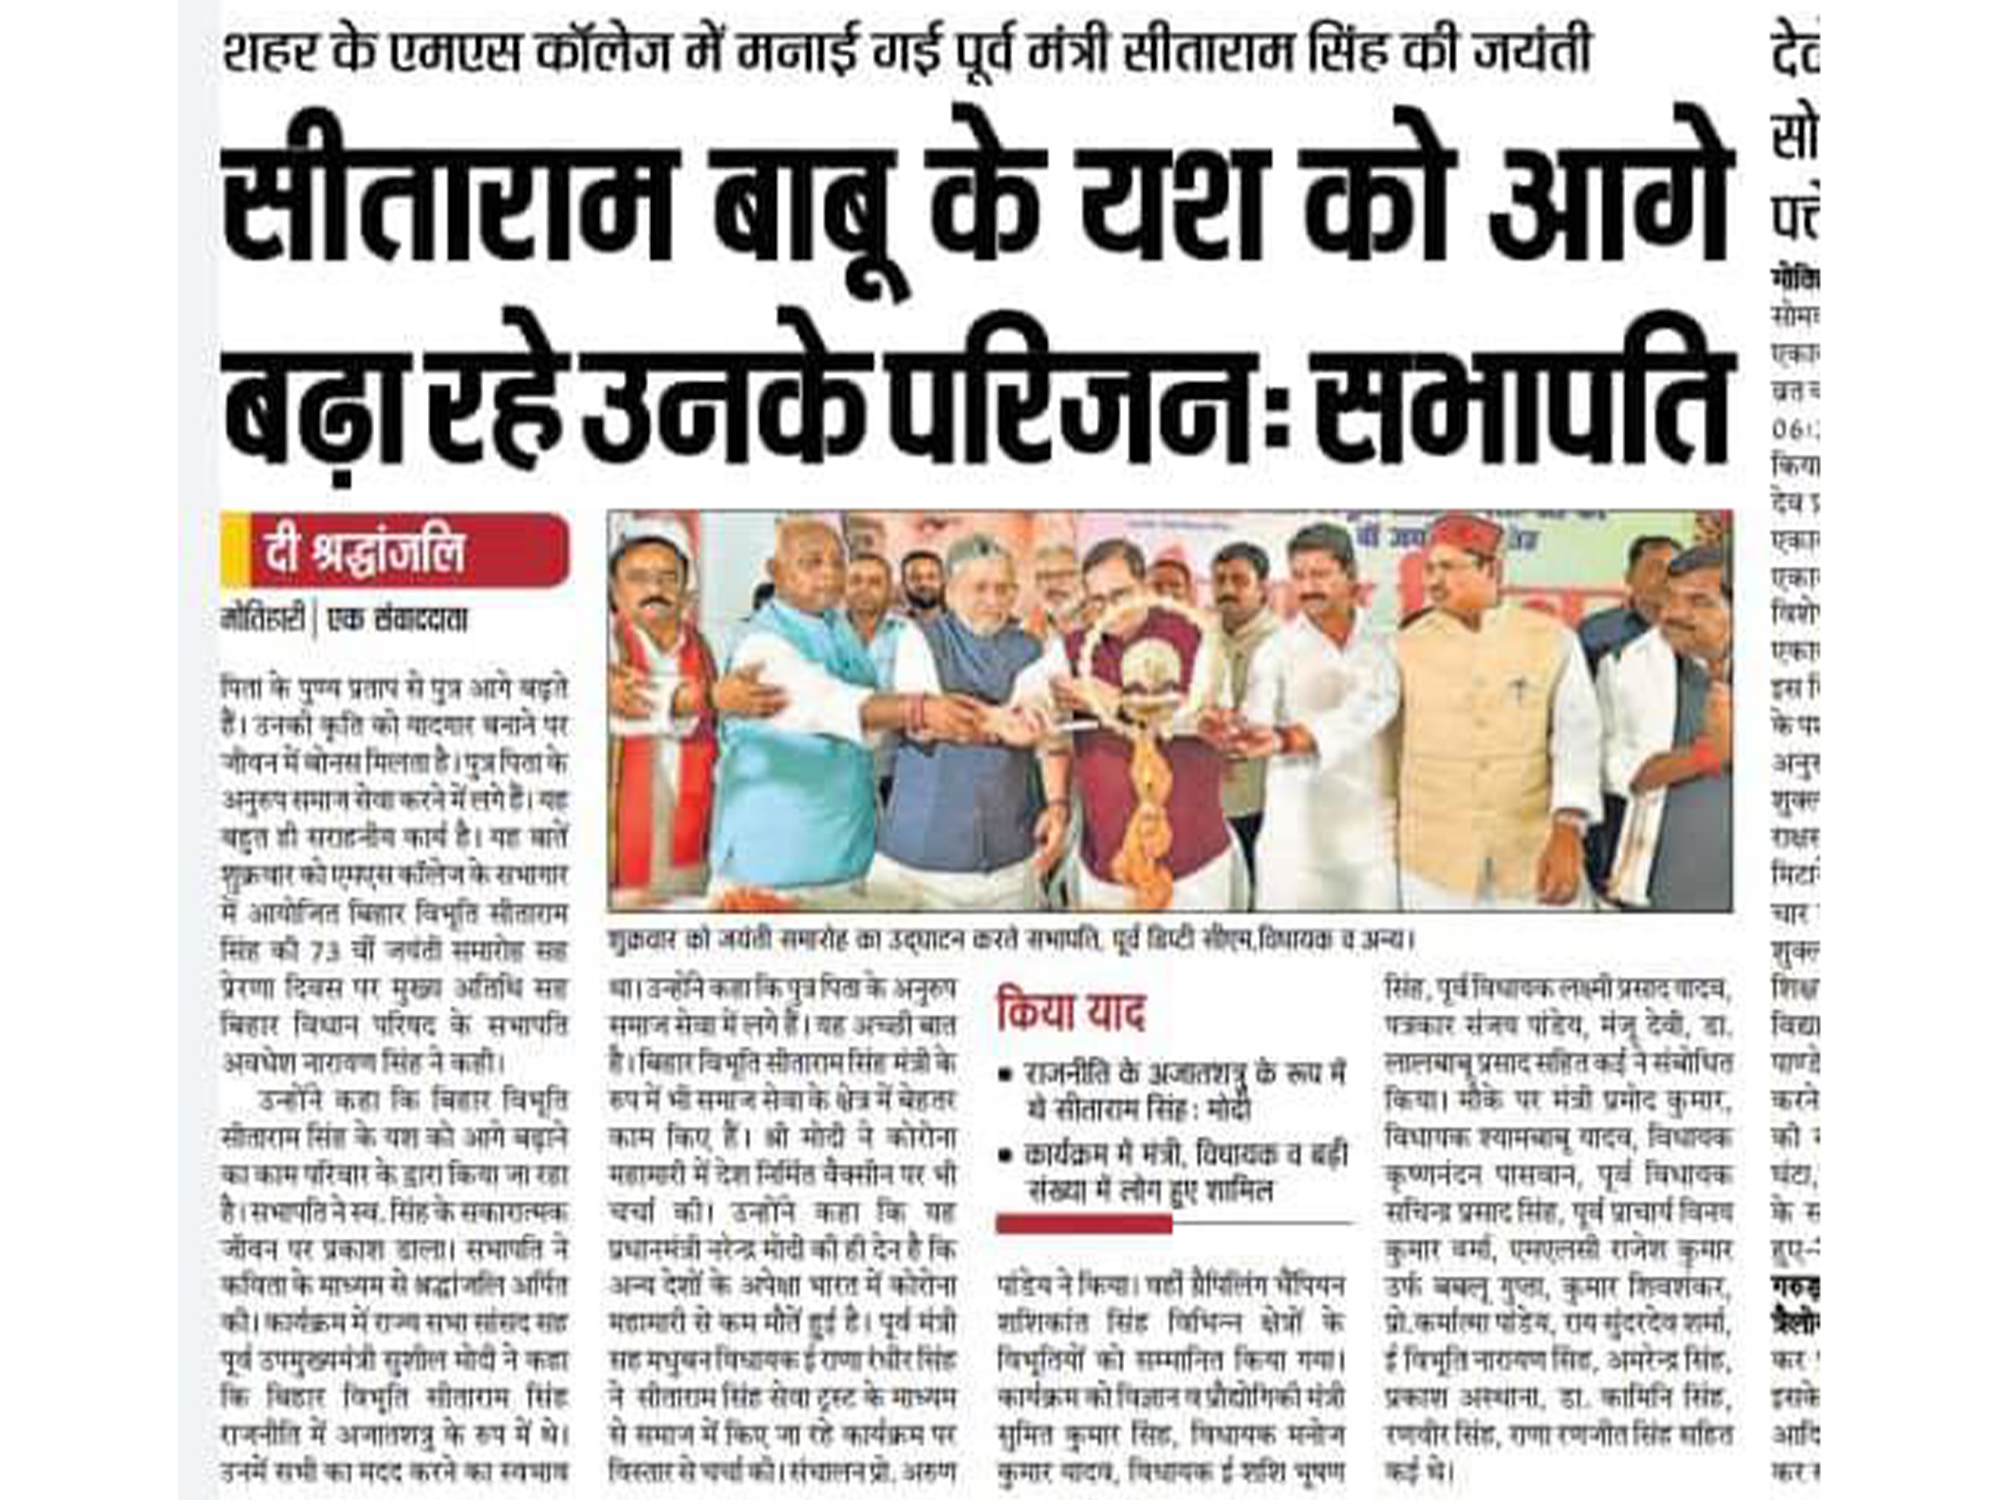 शहर के एमएस कॉलेज में मनाई गई पूर्व मंत्री सीताराम सिंह की जयंती
सीताराम बाबू के यश को आगे
बढ़ा रहे उनके परिजन: सभापति
दी श्रद्धांजलि
मोतिहारी | एक संवाददाता
पिता के पुण्य प्रताप से पुत्र आगे बढ़ते
हैं। उनकी कृति को यादगार बनाने पर
जीवन में बोनस मिलता है। पुत्र पिता के
अनुरुप समाज सेवा करने में लगे हैं। यह
बहुत ही सराहनीय कार्य है। यह बातें
शुक्रवार को एमएस कॉलेज के सभागार
में आयोजित बिहार विभूति सीताराम
सिंह की 73 वीं जयंती समारोह सह
प्रेरणा दिवस पर मुख्य अतिथि सह
बिहार विधान परिषद के सभापति
अवधेश नारायण सिंह ने कही।
उन्होंने कहा कि बिहार विभूति
सीताराम सिंह के यश को आगे बढ़ाने
का काम परिवार के द्वारा किया जा रहा
है। सभापति ने स्व. सिंह के सकारात्मक
जीवन पर प्रकाश डाला। सभापति ने
कविता के माध्यम से श्रद्धांजलि अर्पित
की। कार्यक्रम में राज्य सभा सांसद सह
पूर्व उपमुख्यमंत्री सुशील मोदी ने कहा
कि बिहार विभूति सीताराम सिंह
राजनीति में अजातशत्रु के रुप में थे।
उनमें सभी का मदद करने का स्वभाव
शुक्रवार को जयंती समारोह का उद्घाटन करते सभापति, पूर्व डिप्टी सीएम,विधायक व अन्य।
था। उन्होंने कहा कि पुत्र पिता के अनुरुप
समाज सेवा में लगे हैं। यह अच्छी बात
है। बिहार विभूति सीताराम सिंह मंत्री के
रुप में भी समाज सेवा के क्षेत्र में बेहतर
काम किए हैं। श्री मोदी ने कोरोना
महामारी में देश निर्मित वैक्सीन पर भी
चर्चा की। उन्होंने कहा कि यह
प्रधानमंत्री नरेन्द्र मोदी की ही देन है कि
अन्य देशों के अपेक्षा भारत में कोरोना
महामारी से कम मौतें हुई है। पूर्व मंत्री
सह मधुबन विधायक ई राणा रंधीर सिंह
ने सीताराम सिंह सेवा ट्रस्ट के माध्यम
से समाज में किए जा रहे कार्यक्रम पर
विस्तार से चर्चा की। संचालन प्रो. अरुण
किया याद
▪ राजनीति के अजातशत्रु के रूप में
थे सीताराम सिंह : मोदी
▪ कार्यक्रम में मंत्री, विधायक व बड़ी
संख्या में लोग हुए शामिल
पांडेय ने किया। वहीं ग्रैपिलिंग चैंपियन
शशिकांत सिंह विभिन्न क्षेत्रों के
विभूतियों को सम्मानित किया गया।
कार्यक्रम को विज्ञान व प्रौद्योगिकी मंत्री
सुमित कुमार सिंह, विधायक मनोज
कुमार यादव, विधायक ई शशि भूषण
सिंह, पूर्व विधायक लक्ष्मी प्रसाद यादव,
पत्रकार संजय पांडेय, मंजू देवी, डा.
लालबाबू प्रसाद सहित कई ने संबोधित
किया। मौके पर मंत्री प्रमोद कुमार,
विधायक श्यामबाबू यादव, विधायक
कृष्णनंदन पासवान, पूर्व विधायक
सचिन्द्र प्रसाद सिंह, पूर्व प्राचार्य विनय
कुमार वर्मा, एमएलसी राजेश कुमार
उर्फ बबलू गुप्ता, कुमार शिवशंकर,
प्रो.कर्मात्मा पांडेय, राय सुंदरदेव शर्मा,
ई विभूति नारायण सिंह, अमरेन्द्र सिंह,
प्रकाश अस्थाना, डा. कामिनि सिंह,
रणवीर सिंह, राणा रणजीत सिंह सहित
कई थे।